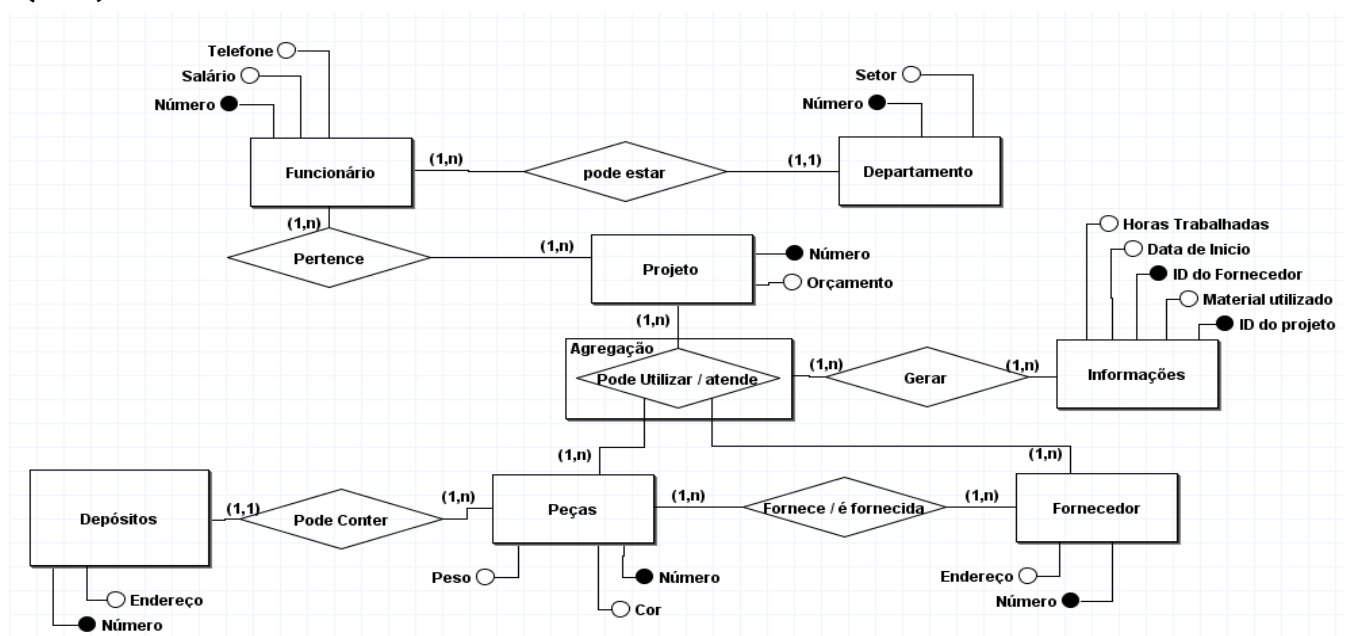 Telefone
Salário
Número
Setor
Número
Funcionário
(1,n)
pode estar
(1,1)
Departamento
(1,n)
Pertence
(1,n)
Projeto
Número
Orçamento
Horas Trabalhadas
Data de Inicio
ID do Fornecedor
Material utilizado
ID do projeto
(1,n)
Agregação
Pode Utilizar / atende
(1,n)
Gerar
(1,n)
Informações
(1,n)
(1,n)
Depósitos
(1,1)
Pode Conter
(1,n)
Peças
(1,n)
Fornece / é fornecida
(1,n)
Fornecedor
Peso
Número
Cor
Endereço
Número
Endereço
Número